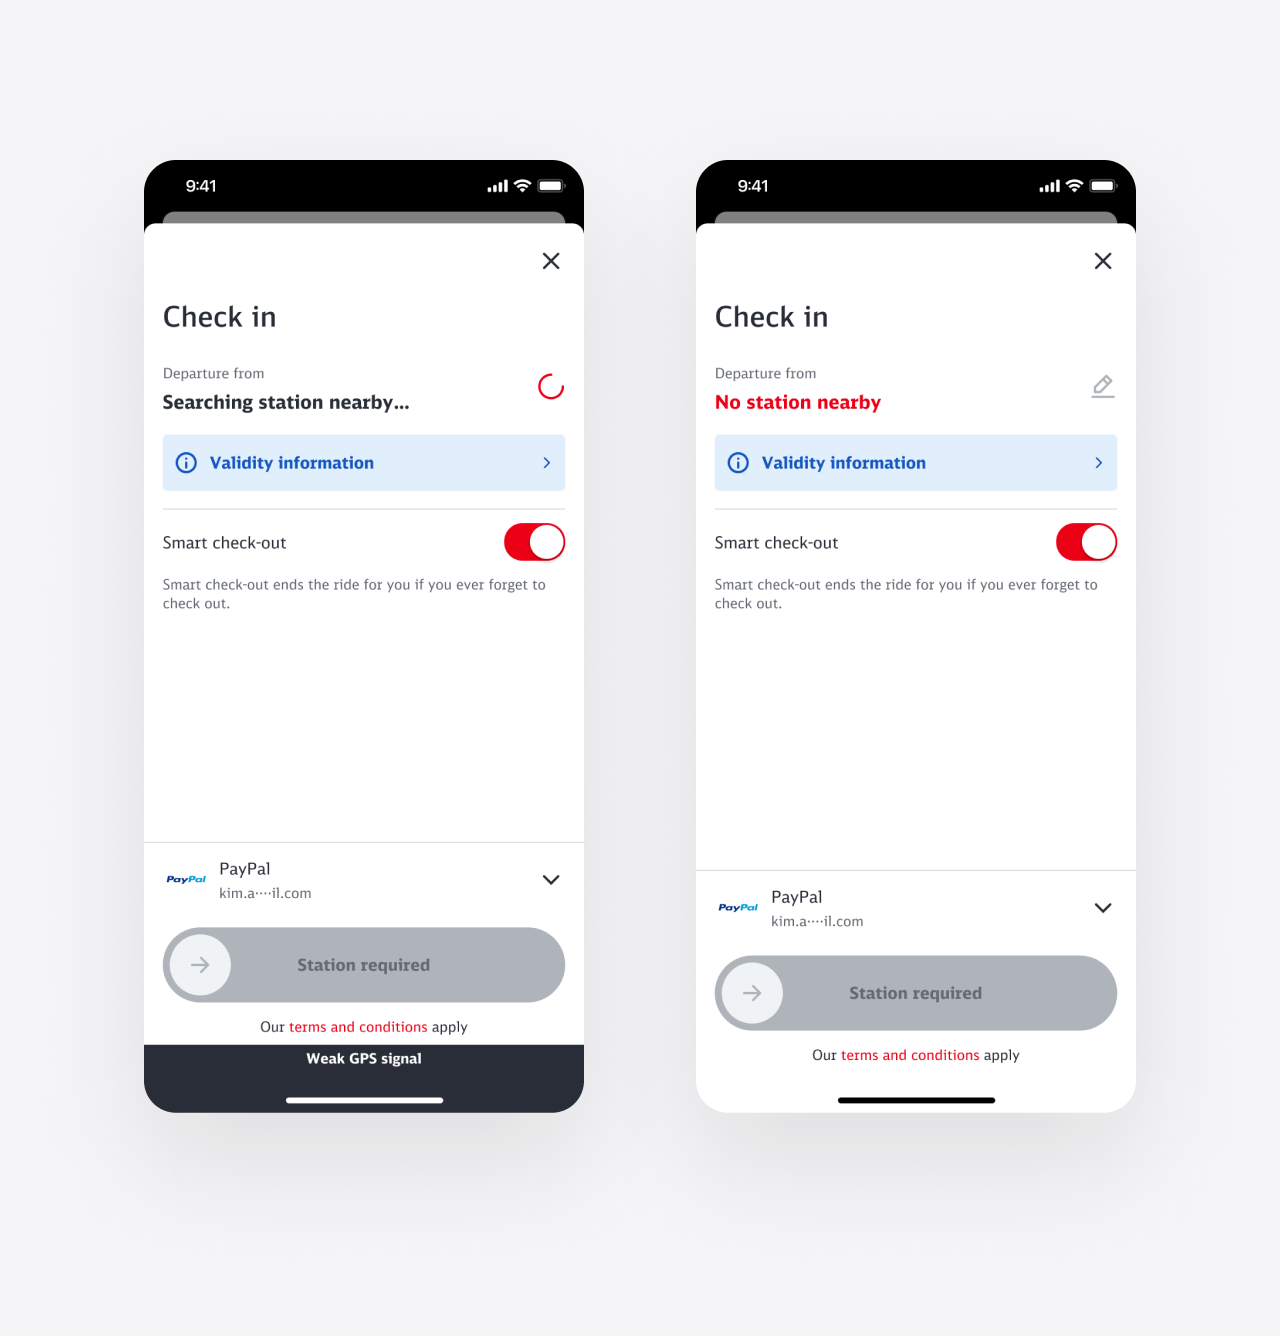 9:41
Check in
Departure from
Searching station nearby...
Validity information
Smart check-out
Smart check-out ends the ride for you if you ever forget to
check out.
PayPal
PayPal
kim.a····il.com
Station required
Our terms and conditions apply
Weak GPS signal
9:41
Check in
Departure from
No station nearby
Validity information
Smart check-out
Smart check-out ends the ride for you if you ever forget to
check out.
PayPal
PayPal
kim.a····il.com
Station required
Our terms and conditions apply